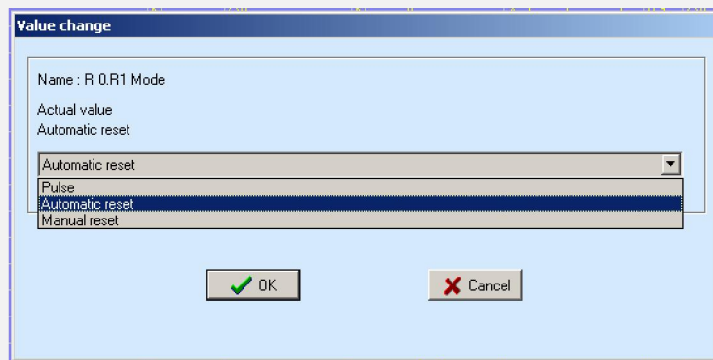 Value change
Name : R 0.R1 Mode
Actual value
Automatic reset
Automatic reset
Pulse
Automatic reset
Manual reset
OK
Cancel